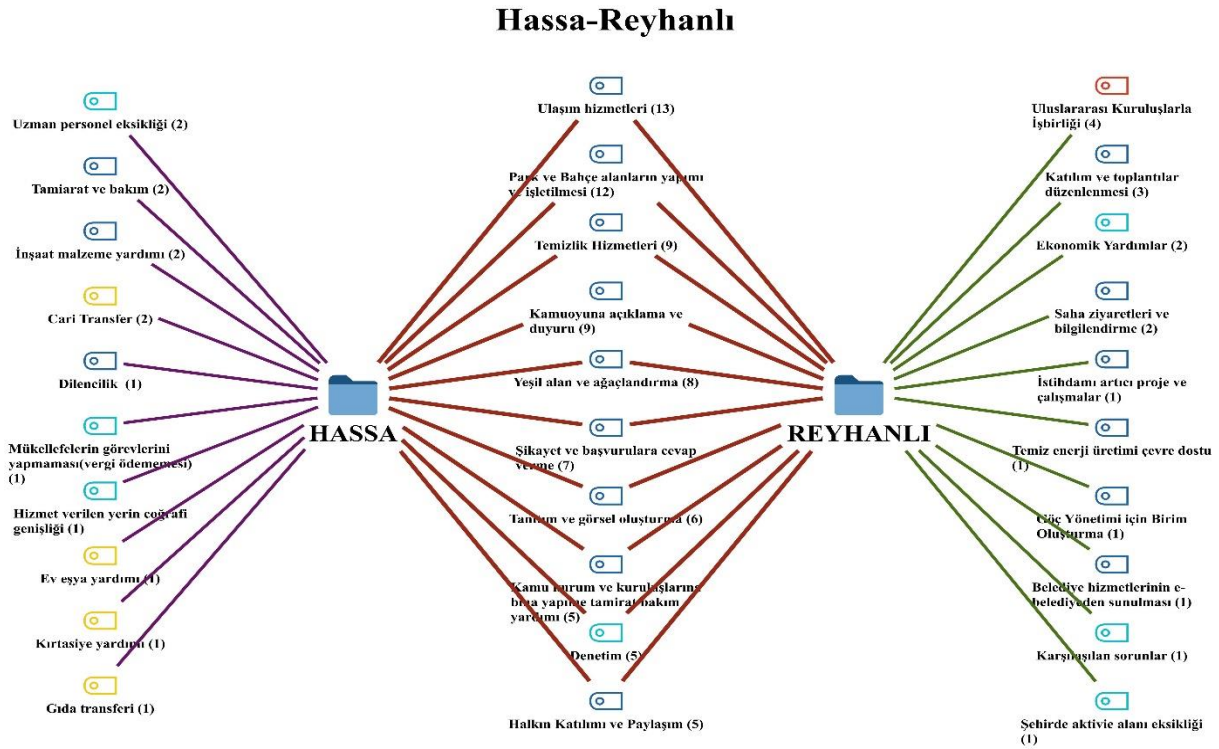 Hassa-Reyhanlı
Uzman personel eksikliği (2)
Tamiarat ve bakım (2)
İnşaat malzeme yardımı (2)
Cari Transfer (2)
Dilencilik (1)
Mükellefelerin görevlerini
yapmaması(vergi ödememesi)
(1)
Hizmet verilen yerin coğrafi
genişliği (1)
Ev eşya yardımı (1)
Kırtasiye yardımı (1)
Gıda transferi (1)
HASSA
Ulaşım hizmetleri (13)
Park ve Bahçe alanların yapımı
ve işletilmesi (12)
Temizlik Hizmetleri (9)
Kamuoyuna açıklama ve
duyuru (9)
Yeşil alan ve ağaçlandırma (8)
Şikayet ve başvurulara cevap
verme (7)
Tanıtım ve görsel oluşturma (6)
Kamu kurum ve kuruluşlarına
bina yapıme tamirat bakım
yardımı (5)
Denetim (5)
Halkın Katılımı ve Paylaşım (5)
REYHANLI
Uluslararası Kuruluşlarla
İşbirliği (4)
Katılım ve toplantılar
düzenlenmesi (3)
Ekonomik Yardımlar (2)
Saha ziyaretleri ve
bilgilendirme (2)
İstihdamı artıcı proje ve
çalışmalar (1)
Temiz enerji üretimi çevre dostu
(1)
Göç Yönetimi için Birim
Oluşturma (1)
Belediye hizmetlerinin e-
belediyeden sunulması (1)
Karşılaşılan sorunlar (1)
Şehirde aktivie alanı eksikliği
(1)